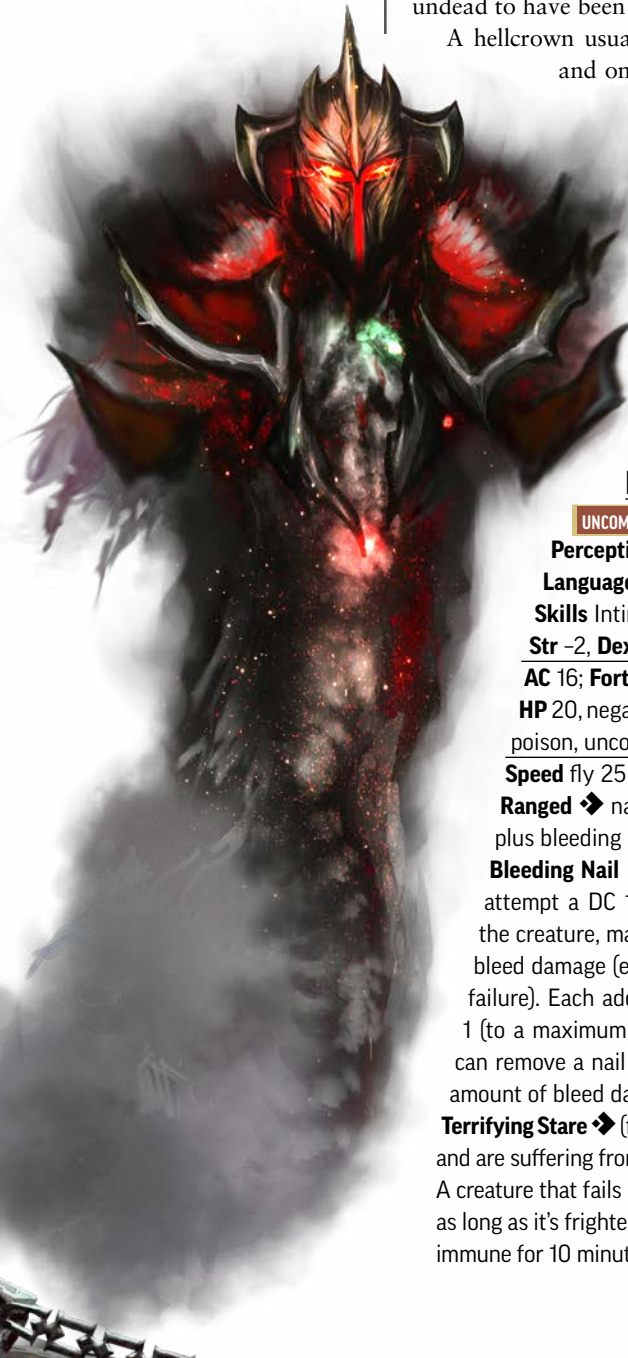 undead to have been
A hellcrown usua
and on
UNCOM
Percepti
Language
Skills Inti
Str –2, Dex
AC 16; Fort
HP 20, nega
poison, unco
Speed fly 25
Ranged na
plus bleeding
Bleeding Nail
attempt a DC 1
the creature, ma
bleed damage (e
failure). Each ad
1 (to a maximum
can remove a nail
amount of bleed da
Terrifying Stare (t
and are suffering from
A creature that fails
as long as it's frighte
immune for 10 minut